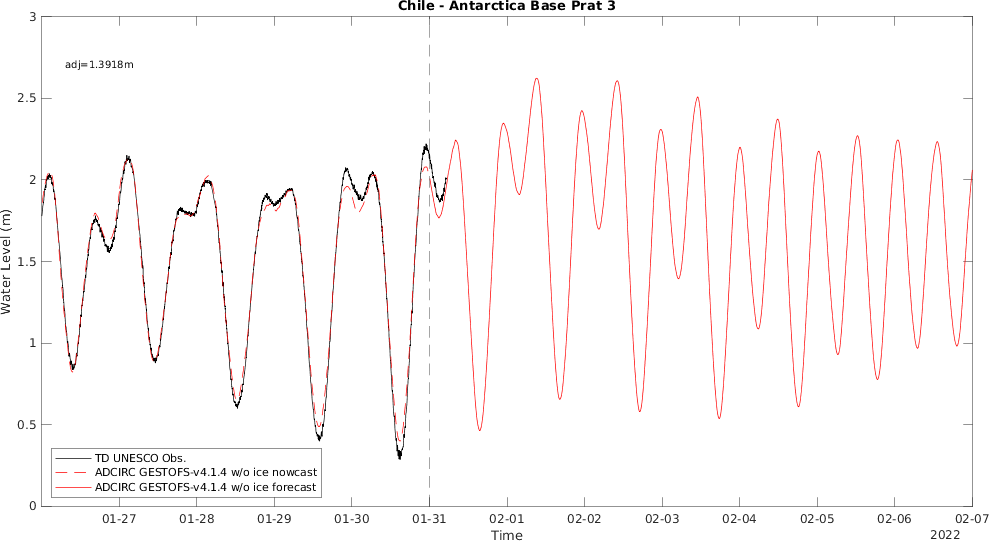 Chile - Antarctica Base Prat 3
adj=1.3918m
3
2.5
2
1.5
1
0.5
0
Water Level (m)
TD UNESCO Obs.
ADCIRC GESTOFS-v4.1.4 w/o ice nowcast
ADCIRC GESTOFS-v4.1.4 w/o ice forecast
01-27 01-28 01-29 01-30 01-31 02-01 02-02 02-03 02-04 02-05 02-06 02-07
Time
2022